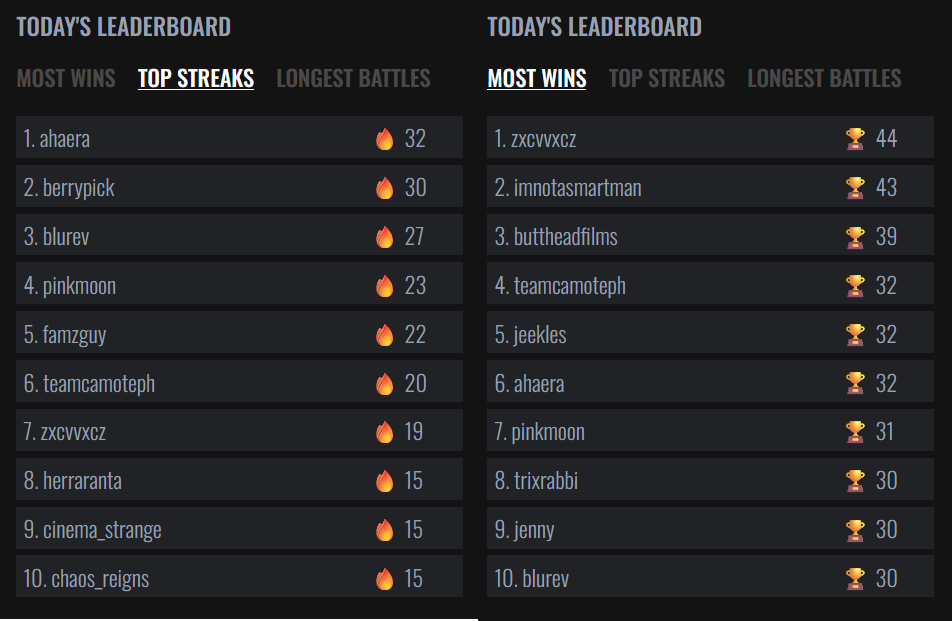 TODAY'S LEADERBOARD
MOST WINS TOP STREAKS LONGEST BATTLES
1. ahaera 32
2. berrypick 30
3. blurev 27
4. pinkmoon 23
5. famzguy 22
6. teamcamoteph 20
7. zxcvvxcz 19
8. herraranta 15
9. cinema_strange 15
10. chaos_reigns 15
TODAY'S LEADERBOARD
MOST WINS TOP STREAKS LONGEST BATTLES
1. zxcvvxcz 44
2. imnotasmartman 43
3. buttheadfilms 39
4. teamcamoteph 32
5. jeekles 32
6. ahaera 32
7. pinkmoon 31
8. trixrabbi 30
9. jenny 30
10. blurev 30